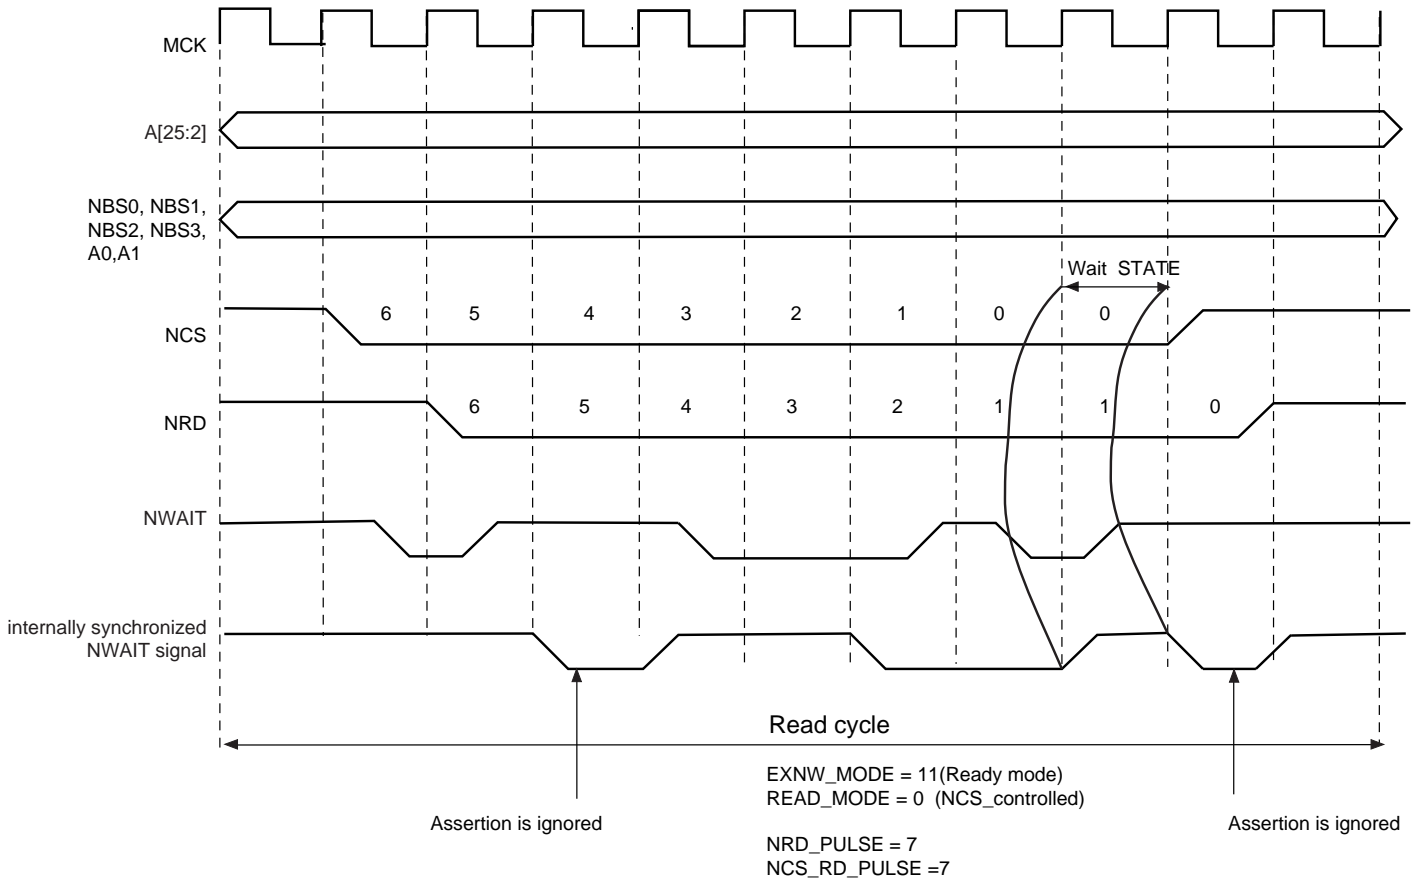 MCK
A[25:2]
NBS0, NBS1,
NBS2, NBS3,
A0,A1
Wait STATE
NCS
6 5 4 3 2 1 0 0
NRD
6 5 4 3 2 1 1 0
NWAIT
internally synchronized
NWAIT signal
Read cycle
EXNW_MODE = 11(Ready mode)
READ_MODE = 0 (NCS_controlled)
Assertion is ignored
Assertion is ignored
NRD_PULSE = 7
NCS_RD_PULSE =7